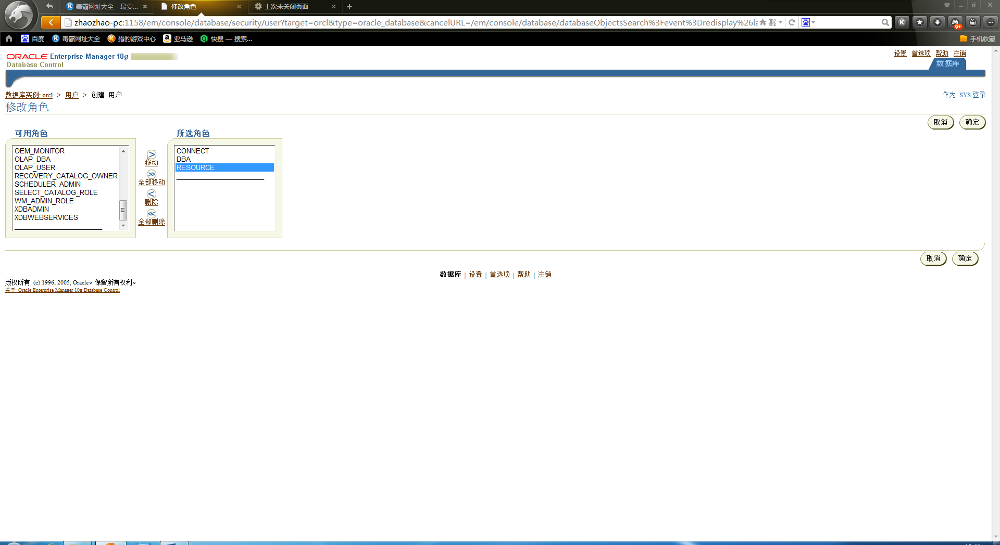 毒霸网址大全 - 最安...
修改角色
上次未关闭页面
zhaozhao-pc:1158/em/console/database/security/user?target=orcl&type=oracle_database&cancelURL=/em/console/database/databaseObjectsSearch%3Fevent%3Dredisplay%26l
9+
百度
毒霸网址大全
猎豹游戏中心
亚马逊
快搜 — 搜索...
手机收藏
ORACLE Enterprise Manager 10g
Database Control
设置 首选项 帮助 注销
数据库
数据库实例: orcl > 用户 > 创建 用户
作为 SYS 登录
修改角色
取消 确定
可用角色
OEM_MONITOR
OLAP_DBA
OLAP_USER
RECOVERY_CATALOG_OWNER
SCHEDULER_ADMIN
SELECT_CATALOG_ROLE
WM_ADMIN_ROLE
XDBADMIN
XDBWEBSERVICES
移动
全部移动
删除
全部删除
所选角色
CONNECT
DBA
RESOURCE
取消 确定
数据库 | 设置 | 首选项 | 帮助 | 注销
版权所有 (c) 1996, 2005, Oracle。保留所有权利。
关于 Oracle Enterprise Manager 10g Database Control